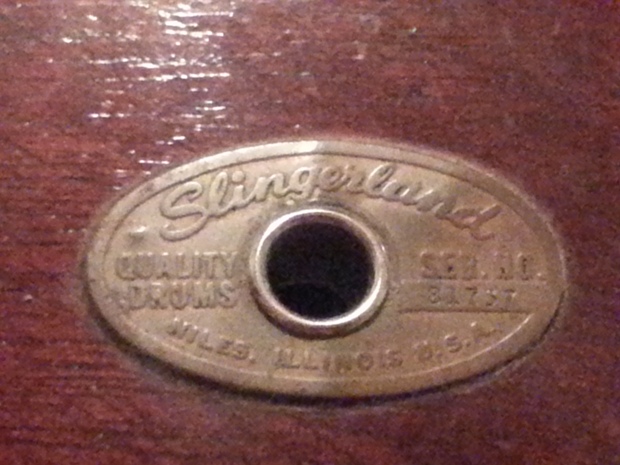 Slingerland
QUALITY
DRUMS
SER. NO.
NILES, ILLINOIS U.S.A.